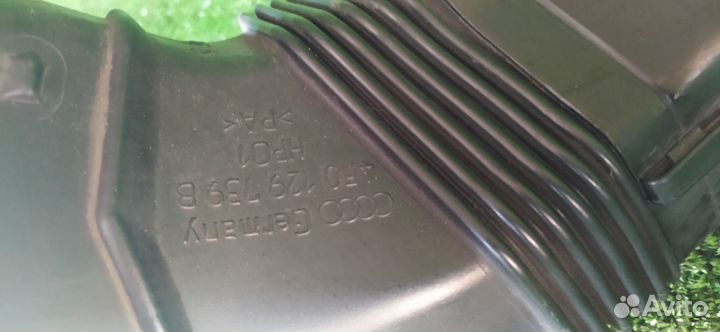 Germany
4F0 129 739 B
HP01
>PA<
Avito